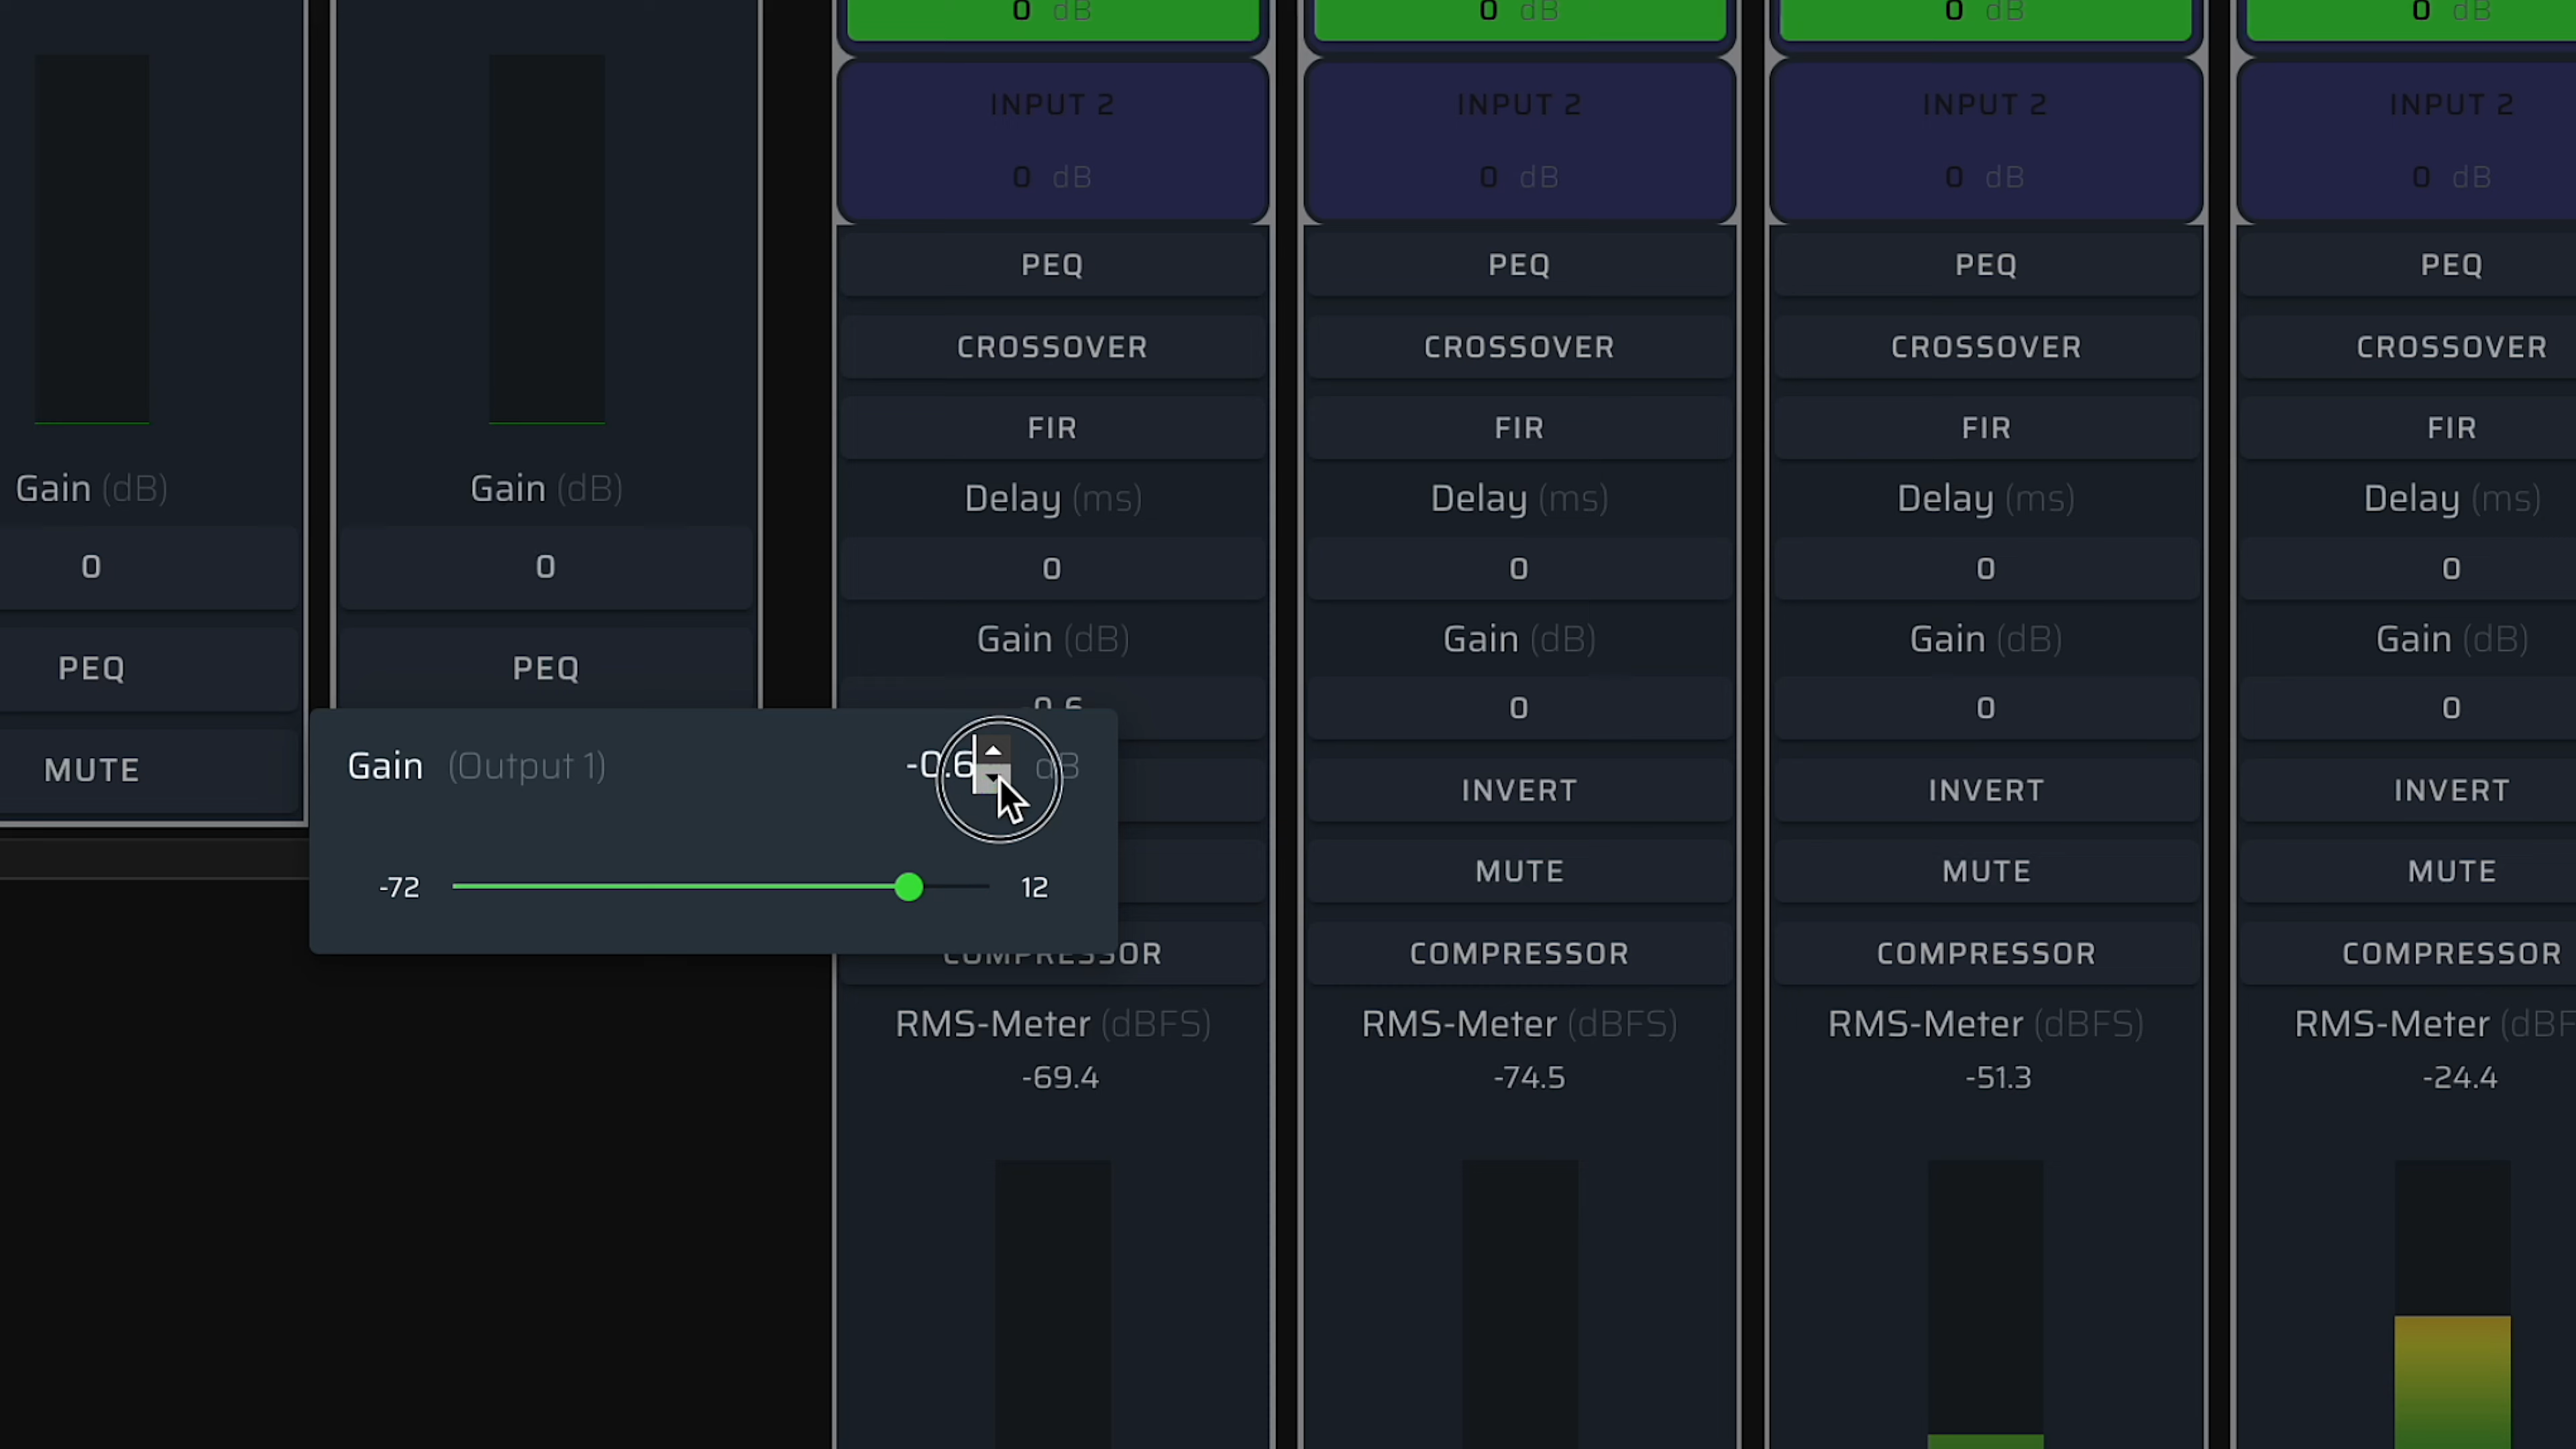 0 dB 0 dB 0 dB 0 dB
INPUT 2 INPUT 2 INPUT 2 INPUT 2
0 dB 0 dB 0 dB 0 dB
PEQ PEQ PEQ PEQ
CROSSOVER CROSSOVER CROSSOVER CROSSOVER
FIR FIR FIR FIR
Gain (dB) Gain (dB) Delay (ms) Delay (ms) Delay (ms) Delay (ms)
0 0 0 0 0 0
Gain (dB) Gain (dB) Gain (dB) Gain (dB)
PEQ PEQ
-0.6 0 0 0
MUTE
Gain (Output 1) -0.6 dB
INVERT INVERT INVERT
-72 12
MUTE MUTE MUTE
COMPRESSOR COMPRESSOR COMPRESSOR COMPRESSOR
RMS-Meter (dBFS) RMS-Meter (dBFS) RMS-Meter (dBFS) RMS-Meter (dBF
-69.4 -74.5 -51.3 -24.4